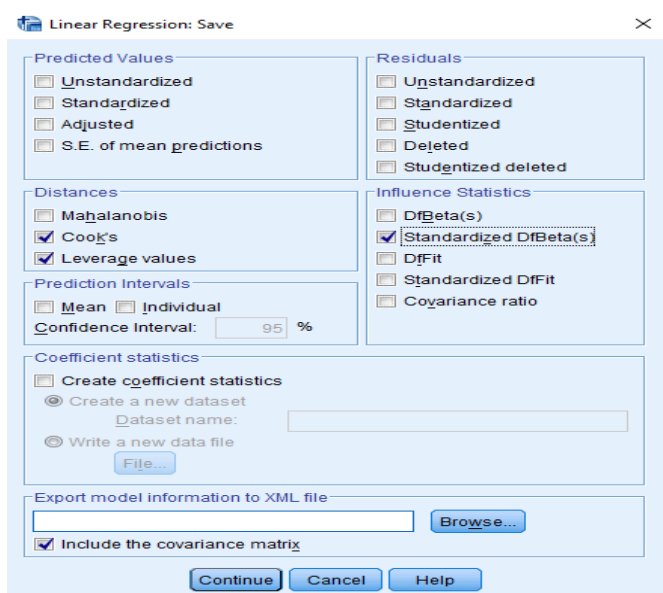 Linear Regression: Save
Predicted Values
Unstandardized
Standardized
Adjusted
S.E. of mean predictions
Residuals
Unstandardized
Standardized
Studentized
Deleted
Studentized deleted
Distances
Mahalanobis
Cook's
Leverage values
Influence Statistics
DfBeta(s)
Standardized DfBeta(s)
DfFit
Standardized DfFit
Covariance ratio
Prediction Intervals
Mean Individual
Confidence Interval: 95 %
Coefficient statistics
Create coefficient statistics
Create a new dataset
Dataset name:
Write a new data file
File...
Export model information to XML file
Browse...
Include the covariance matrix
Continue Cancel Help